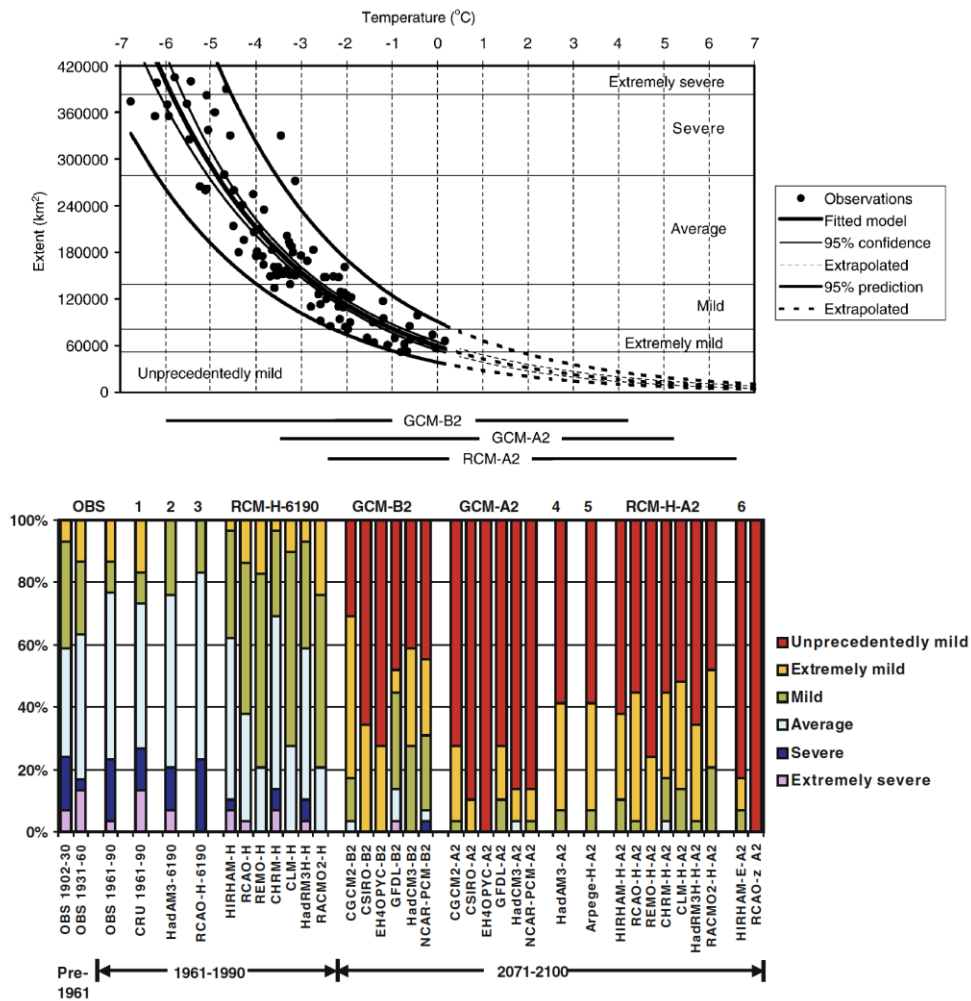 Temperature (°C)
-7 -6 -5 -4 -3 -2 -1 0 1 2 3 4 5 6 7
Extent (km²)
420000
360000
300000
240000
180000
120000
60000
0
Extremely severe
Severe
Average
Mild
Extremely mild
Unprecedentedly mild
Observations
Fitted model
95% confidence
Extrapolated
95% prediction
Extrapolated
GCM-B2
GCM-A2
RCM-A2
OBS 1 2 3 RCM-H-6190 GCM-B2 GCM-A2 4 5 RCM-H-A2 6
100%
80%
60%
40%
20%
0%
Unprecedentedly mild
Extremely mild
Mild
Average
Severe
Extremely severe
OBS 1902-30
OBS 1931-60
OBS 1961-90
CRU 1961-90
HadAM3-6190
RCAO-H-6190
HIRHAM-H
RCAO-H
REMO-H
CHRM-H
CLM-H
HadRM3H-H
RACMO2-H
CGCM2-B2
CSIRO-B2
EH4OPYC-B2
GFDL-B2
HadCM3-B2
NCAR-PCM-B2
CGCM2-A2
CSIRO-A2
EH4OPYC-A2
GFDL-A2
HadCM3-A2
NCAR-PCM-A2
HadAM3-A2
Arpege-H-A2
HIRHAM-H-A2
RCAO-H-A2
REMO-H-A2
CHRM-H-A2
CLM-H-A2
HadRM3H-A2
RACMO2-H-A2
HIRHAM-E-A2
RCAO-z A2
Pre-
1961
1961-1990
2071-2100